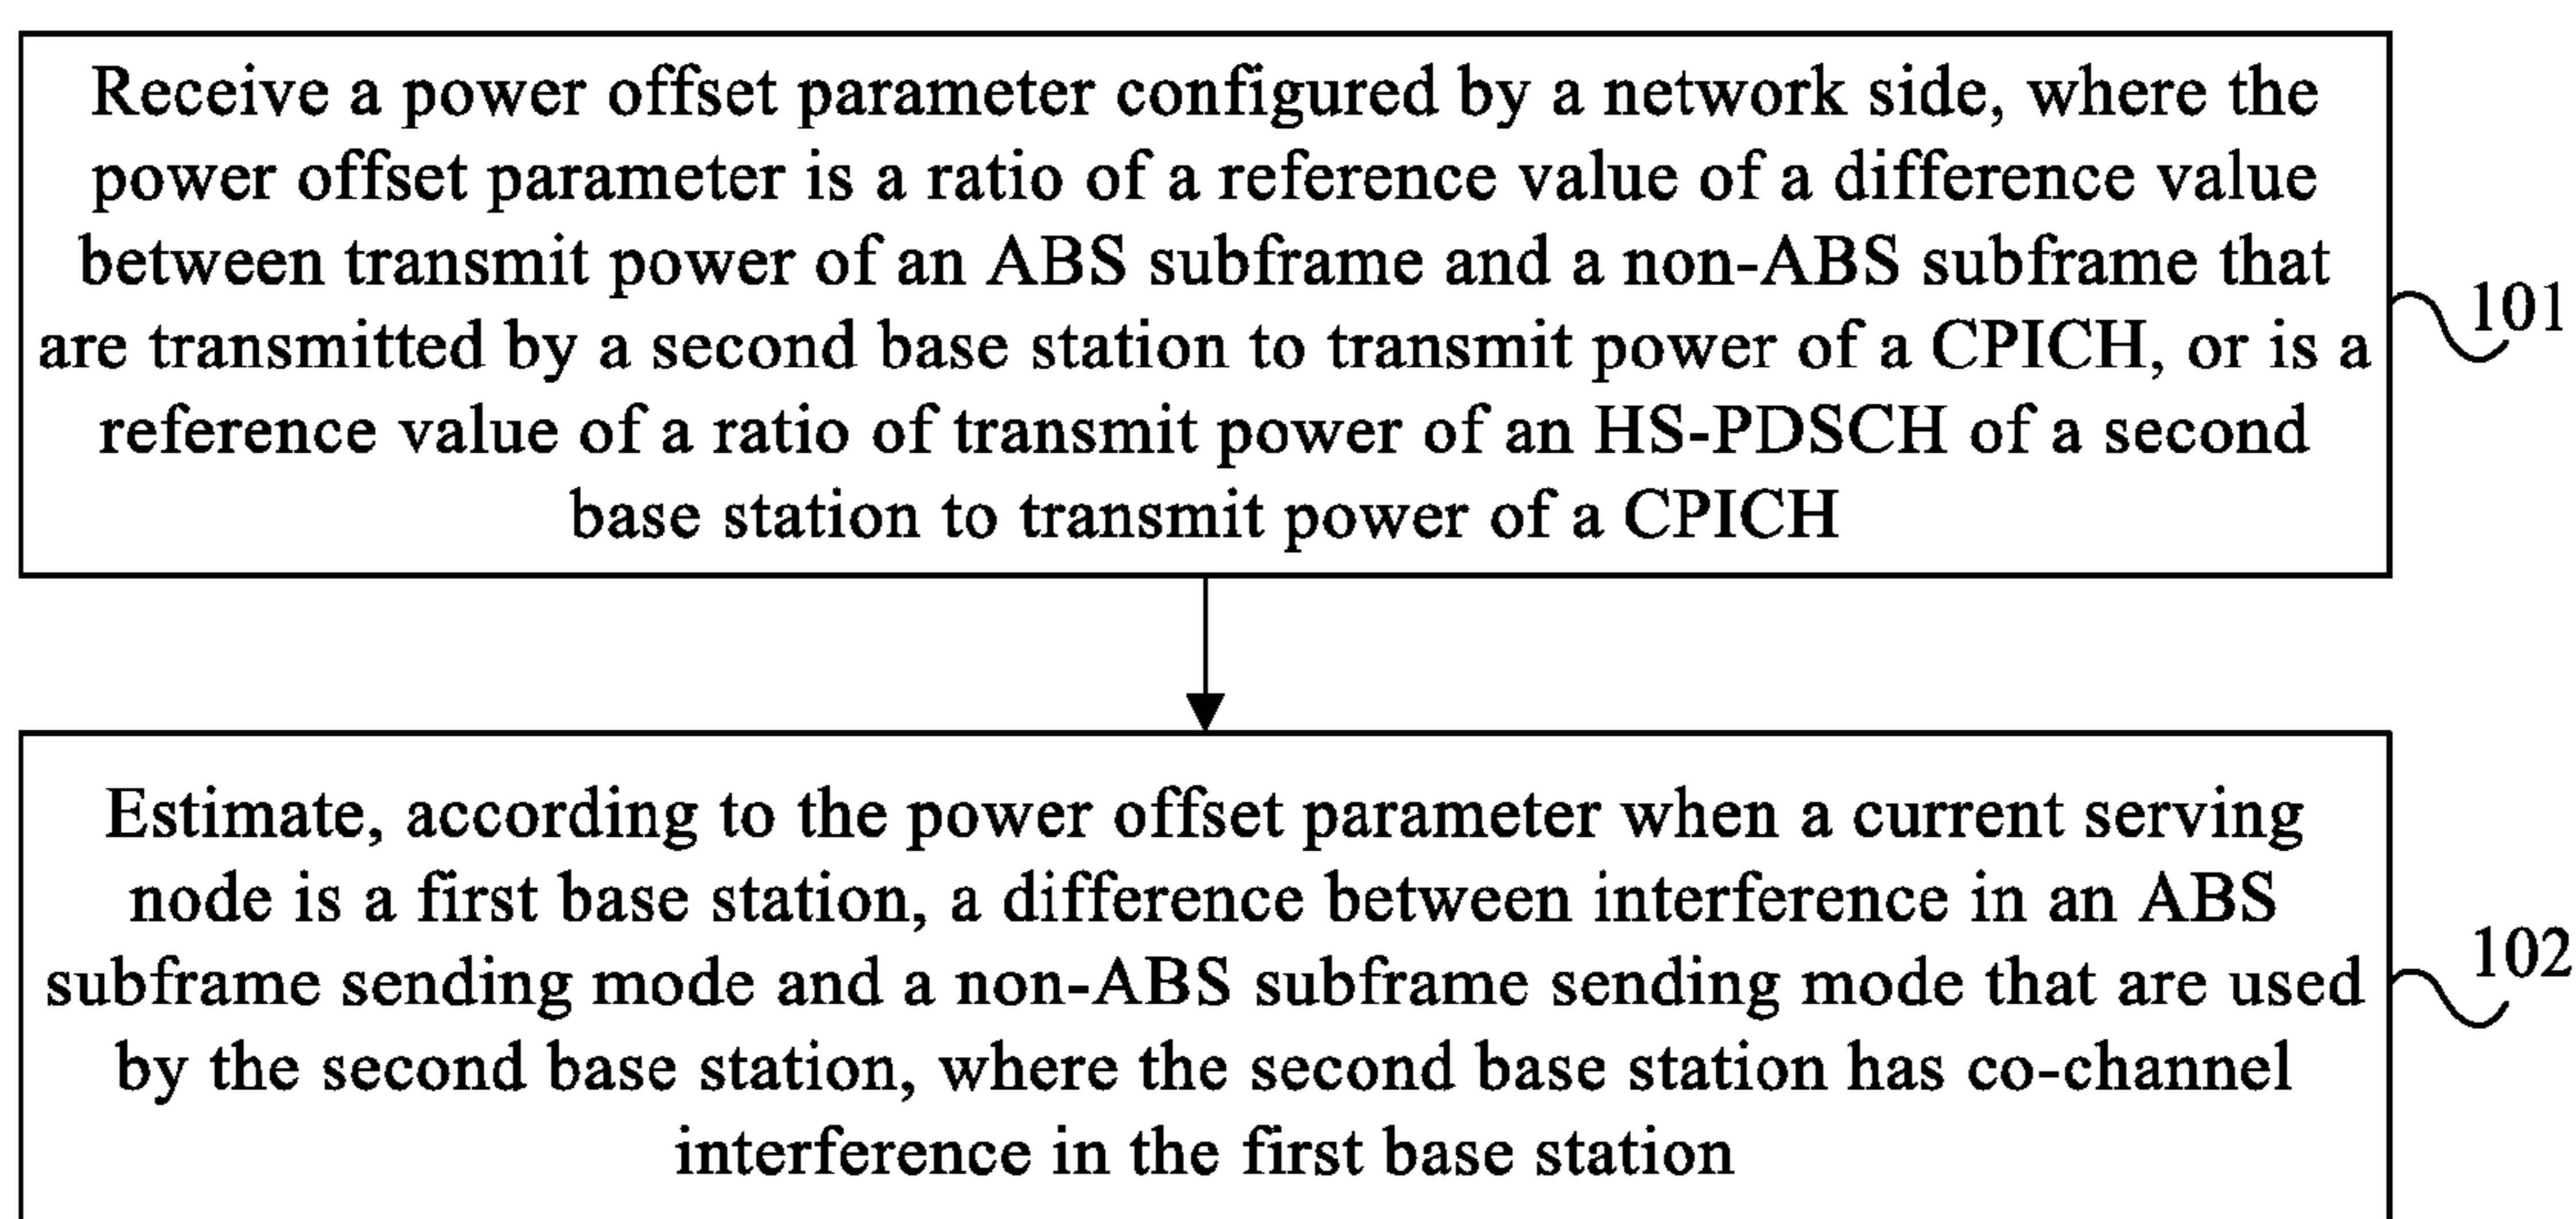 Receive a power offset parameter configured by a network side, where the
power offset parameter is a ratio of a reference value of a difference value
between transmit power of an ABS subframe and a non-ABS subframe that
are transmitted by a second base station to transmit power of a CPICH, or is a
reference value of a ratio of transmit power of an HS-PDSCH of a second
base station to transmit power of a CPICH
101
Estimate, according to the power offset parameter when a current serving
node is a first base station, a difference between interference in an ABS
subframe sending mode and a non-ABS subframe sending mode that are used
by the second base station, where the second base station has co-channel
interference in the first base station
102